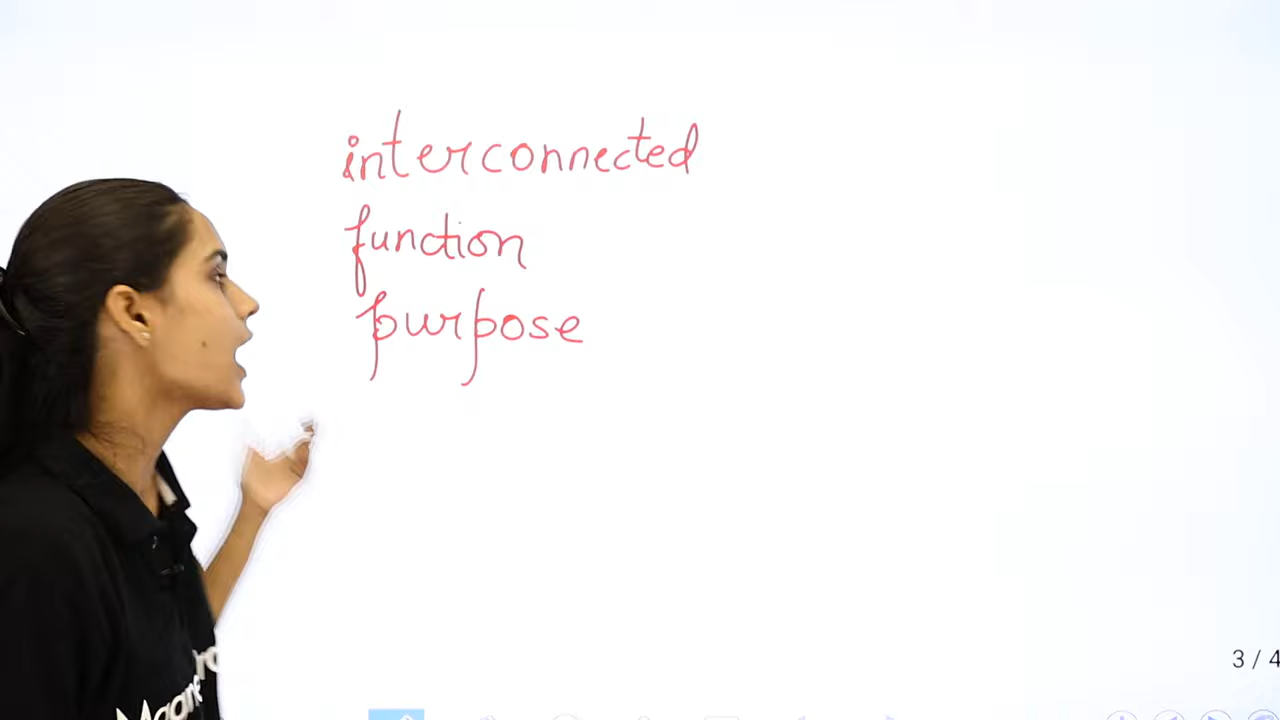 interconnected
function
purpose
3 / 4